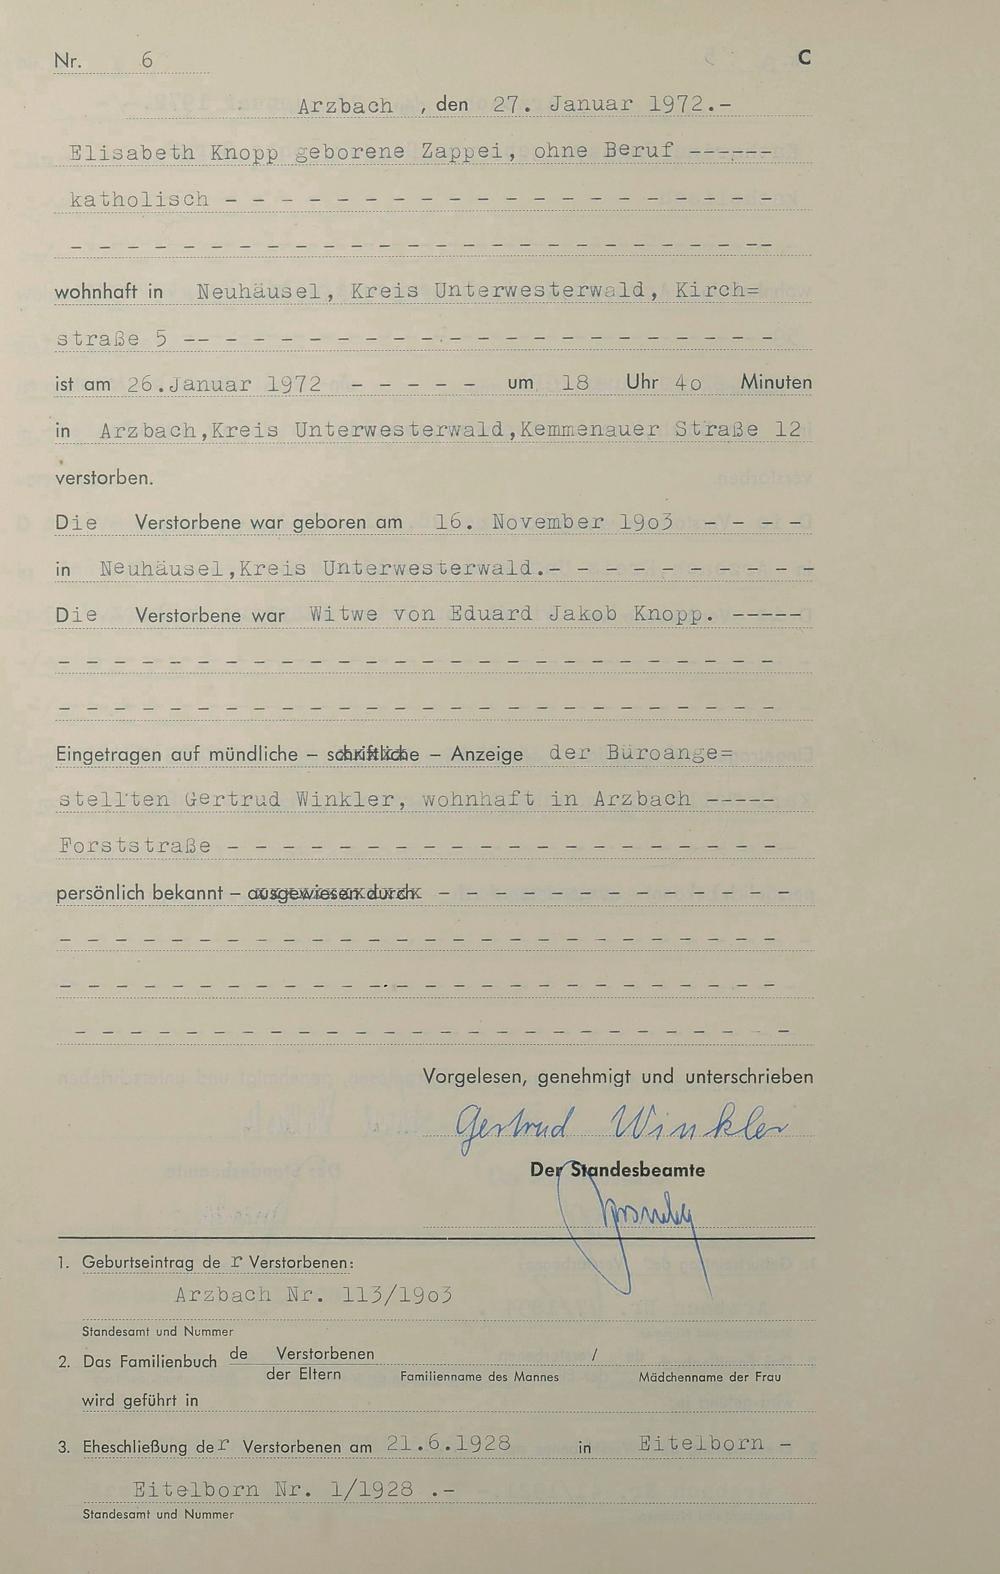 Nr. 6 C
Arzbach , den 27. Januar 1972.-
Elisabeth Knopp geborene Zappei, ohne Beruf ------
katholisch - - - - - - - - - - - - - - - - - - - -
- - - - - - - - - - - - - - - - - - - - - - - - --
wohnhaft in Neuhäusel, Kreis Unterwesterwald, Kirch=
straße 5 -- - - - - - - - - - - - - - - - - - - - -
ist am 26.Januar 1972 - - - - - um 18 Uhr 4o Minuten
in Arzbach,Kreis Unterwesterwald,Kemmenauer Straße 12
verstorben.
Die Verstorbene war geboren am 16. November 19o3 - - - -
in Neuhäusel,Kreis Unterwesterwald.- - - - - - - - - -
Die Verstorbene war Witwe von Eduard Jakob Knopp. -----
- - - - - - - - - - - - - - - - - - - - - - - - - -
- - - - - - - - - - - - - - - - - - - - - - - - - -
Eingetragen auf mündliche – schriftliche – Anzeige der Büroange=
stellten Gertrud Winkler, wohnhaft in Arzbach -----
Forststraße - - - - - - - - - - - - - - - - - - - -
persönlich bekannt – ausgewiesen durch - - - - - - - - - - - - -
- - - - - - - - - - - - - - - - - - - - - - - - - -
- - - - - - - - - - - - - - - - - - - - - - - - - -
- - - - - - - - - - - - - - - - - - - - - - - - - -
Vorgelesen, genehmigt und unterschrieben
Gertrud Winkler
Der Standesbeamte
1. Geburtseintrag de r Verstorbenen:
Arzbach Nr. 113/19o3
Standesamt und Nummer
2. Das Familienbuch de Verstorbenen /
der Eltern Familienname des Mannes Mädchenname der Frau
wird geführt in
3. Eheschließung der Verstorbenen am 21.6.1928 in Eitelborn -
Eitelborn Nr. 1/1928 .-
Standesamt und Nummer